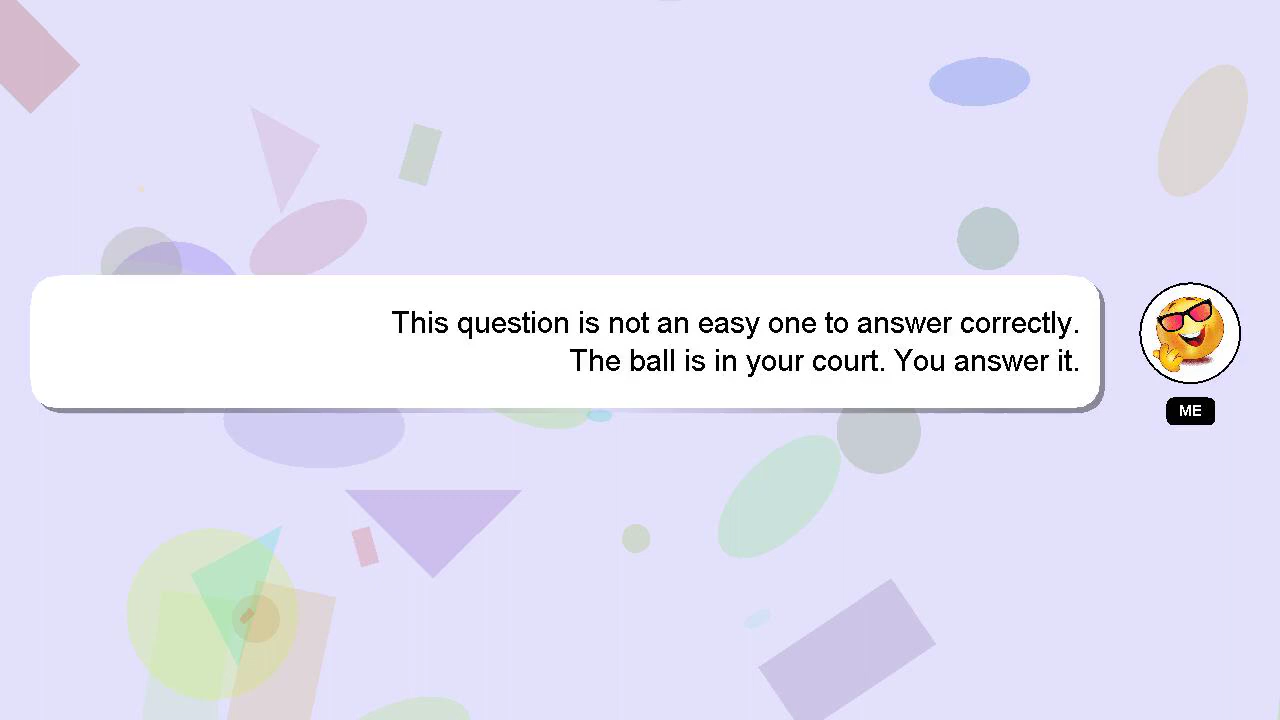 This question is not an easy one to answer correctly.
The ball is in your court. You answer it.
ME